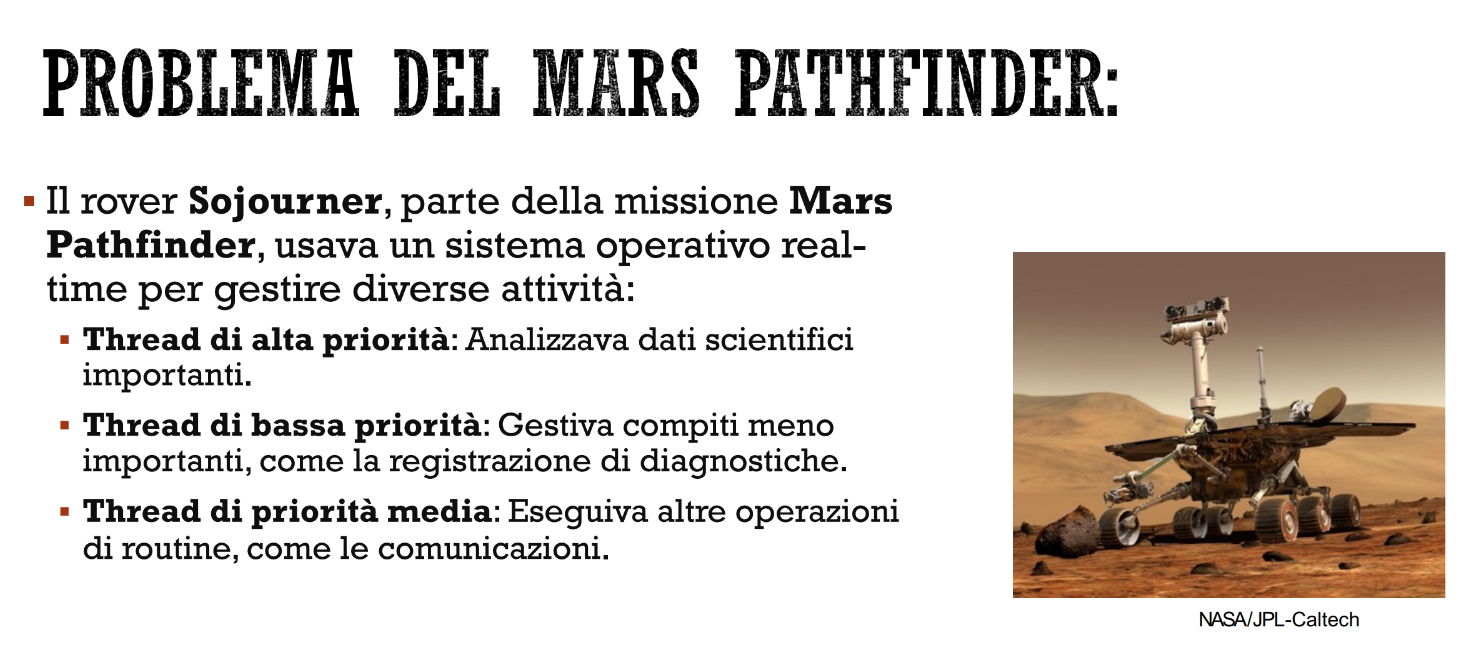 PROBLEMA DEL MARS PATHFINDER:
▪ Il rover Sojourner, parte della missione Mars
Pathfinder, usava un sistema operativo real-
time per gestire diverse attività:
▪ Thread di alta priorità: Analizzava dati scientifici
importanti.
▪ Thread di bassa priorità: Gestiva compiti meno
importanti, come la registrazione di diagnostiche.
▪ Thread di priorità media: Eseguiva altre operazioni
di routine, come le comunicazioni.
NASA/JPL-Caltech